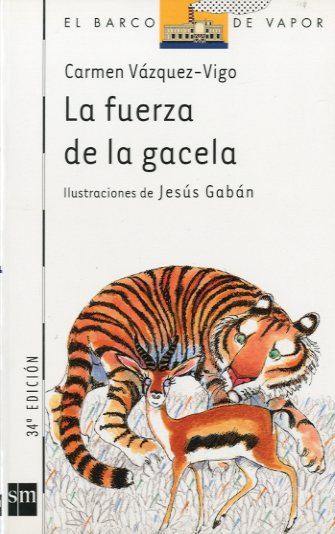 EL BARCO DE VAPOR
Carmen Vázquez-Vigo
La fuerza
de la gacela
Ilustraciones de Jesús Gabán
34ª EDICIÓN
sm